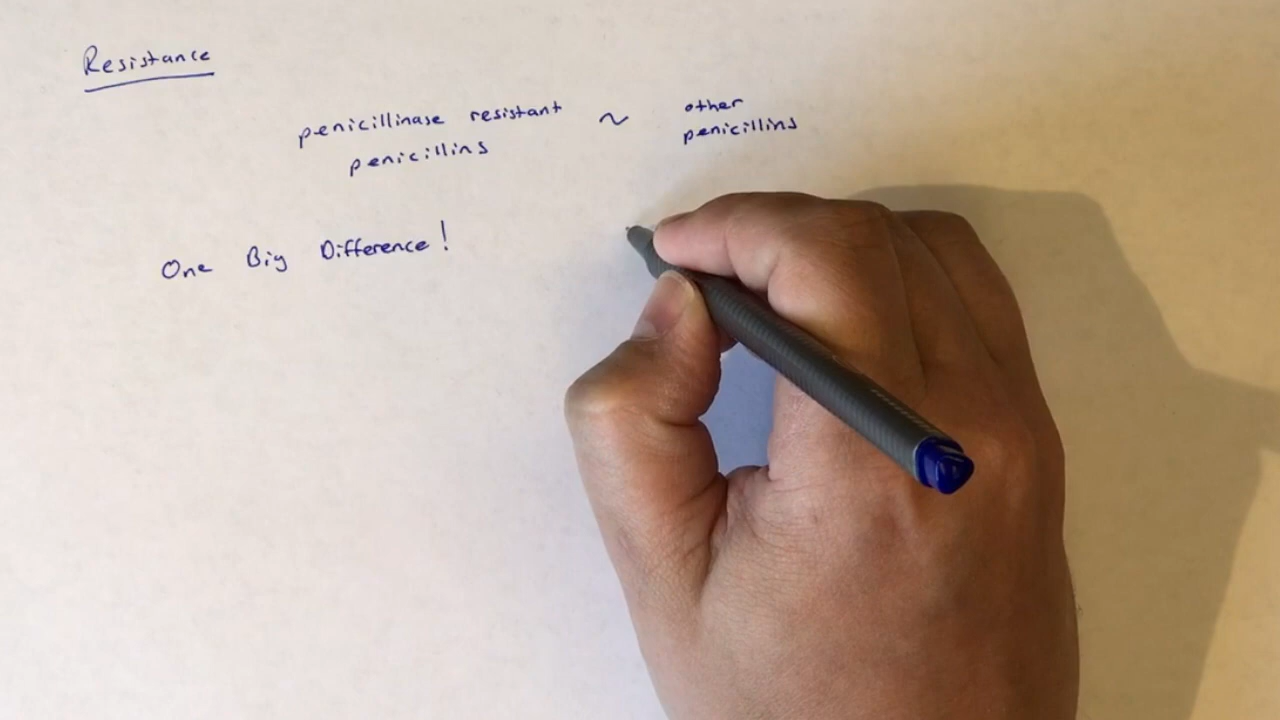 Resistance
penicillinase resistant ~ other
penicillins penicillins
One Big Difference!